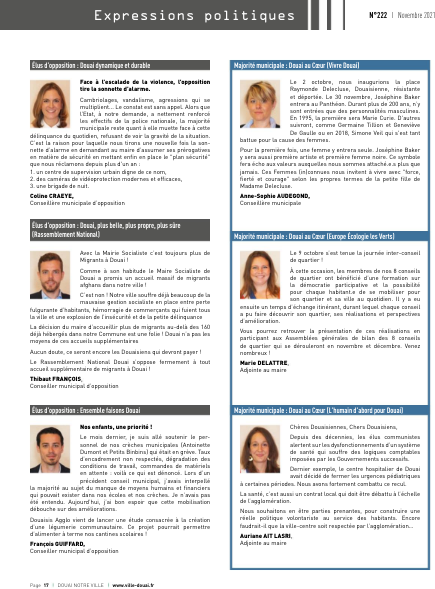 Expressions politiques
N°222 | Novembre 2021
Élus d'opposition : Douai dynamique et durable
Face à l'escalade de la violence, l'opposition
tire la sonnette d'alarme.
Cambriolages, vandalisme, agressions qui se
multiplient... Le constat est sans appel. Alors que
l'État, à notre demande, a nettement renforcé
les effectifs de la police nationale, la majorité
municipale reste quant à elle muette face à cette
délinquance du quotidien, refusant de voir la gravité de la situation.
C'est la raison pour laquelle nous tirons une nouvelle fois la son-
nette d'alarme en demandant au maire d'assumer ses prérogatives
en matière de sécurité en mettant enfin en place le "plan sécurité"
que nous réclamons depuis plus d'un an :
1. un centre de supervision urbain digne de ce nom,
2. des caméras de vidéoprotection modernes et efficaces,
3. une brigade de nuit.
Coline CRAEYE,
Conseillère municipale d'opposition
Élus d'opposition : Douai, plus belle, plus propre, plus sûre
(Rassemblement National)
Avec la Mairie Socialiste c'est toujours plus de
Migrants à Douai !
Comme à son habitude le Maire Socialiste de
Douai a promis un accueil massif de migrants
afghans dans notre ville !
C'est non ! Notre ville souffre déjà beaucoup de la
mauvaise gestion socialiste en place entre perte
fulgurante d'habitants, hémorragie de commerçants qui fuient tous
la ville et une explosion de l'insécurité et de la petite délinquance
La décision du maire d'accueillir plus de migrants au-delà des 160
déjà hébergés dans notre Commune est une folie ! Douai n'a pas les
moyens de ces accueils supplémentaires
Aucun doute, ce seront encore les Douaisiens qui devront payer !
Le Rassemblement National Douai s'oppose fermement à tout
accueil supplémentaire de migrants à Douai !
Thibaut FRANÇOIS,
Conseiller municipal d'opposition
Élus d'opposition : Ensemble faisons Douai
Nos enfants, une priorité !
Le mois dernier, je suis allé soutenir le per-
sonnel de nos crèches municipales (Antoinette
Dumont et Petits Binbins) qui était en grève. Taux
d'encadrement non respectés, dégradation des
conditions de travail, commandes de matériels
en attente : voilà ce qui est dénoncé. Lors d'un
précédent conseil municipal, j'avais interpellé
la majorité au sujet du manque de moyens humains et financiers
qui pouvait exister dans nos écoles et nos crèches. Je n'avais pas
été entendu. Aujourd'hui, j'ai bon espoir que cette mobilisation
débouche sur des améliorations.
Douaisis Agglo vient de lancer une étude consacrée à la création
d'une légumerie communautaire. Ce projet pourrait permettre
d'alimenter à terme nos cantines scolaires !
François GUIFFARD,
Conseiller municipal d'opposition
Majorité municipale : Douai au Cœur (Vivre Douai)
Le 2 octobre, nous inaugurions la place
Raymonde Delecluse, Douaisienne, résistante
et déportée. Le 30 novembre, Joséphine Baker
entrera au Panthéon. Durant plus de 200 ans, n'y
sont entrées que des personnalités masculines.
En 1995, la première sera Marie Curie. D'autres
suivront, comme Germaine Tillion et Geneviève
De Gaulle ou en 2018, Simone Veil qui s'est tant
battue pour la cause des femmes.
Pour la première fois, une femme y entrera seule. Joséphine Baker
y sera aussi première artiste et première femme noire. Ce symbole
fera écho aux valeurs auxquelles nous sommes attachés·e·s plus que
jamais. Ces Femmes (in)connues nous invitent à vivre avec "force,
fierté et courage" selon les propres termes de la petite fille de
Madame Delecluse.
Anne-Sophie AUDEGOND,
Conseillère municipale
Majorité municipale : Douai au Cœur (Europe Écologie les Verts)
Le 9 octobre s'est tenue la journée inter-conseil
de quartier !
À cette occasion, les membres de nos 8 conseils
de quartier ont bénéficié d'une formation sur
la démocratie participative et la possibilité
pour chaque habitant.e de se mobiliser pour
son quartier et sa ville au quotidien. Il y a eu
ensuite un temps d'échange itinérant, durant lequel chaque conseil
a pu faire découvrir son quartier, ses réalisations et perspectives
d'amélioration.
Vous pourrez retrouver la présentation de ces réalisations en
participant aux Assemblées générales de bilan des 8 conseils
de quartier qui se dérouleront en novembre et décembre. Venez
nombreux !
Marie DELATTRE,
Adjointe au maire
Majorité municipale : Douai au Cœur (L'humain d'abord pour Douai)
Chères Douaisiennes, Chers Douaisiens,
Depuis des décennies, les élus communistes
alertent sur les dysfonctionnements d'un système
de santé qui souffre des logiques comptables
imposées par les Gouvernements successifs.
Dernier exemple, le centre hospitalier de Douai
avait décidé de fermer les urgences pédiatriques
à certaines périodes. Nous avons fortement combattu ce recul.
La santé, c'est aussi un contrat local qui doit être débattu à l'échelle
de l'agglomération.
Nous souhaitons en être parties prenantes, pour construire une
réelle politique volontariste au service des habitants. Encore
faudrait-il que la ville-centre soit respectée par l'agglomération...
Auriane AIT LASRI,
Adjointe au maire
Page 17 | DOUAI NOTRE VILLE | www.ville-douai.fr